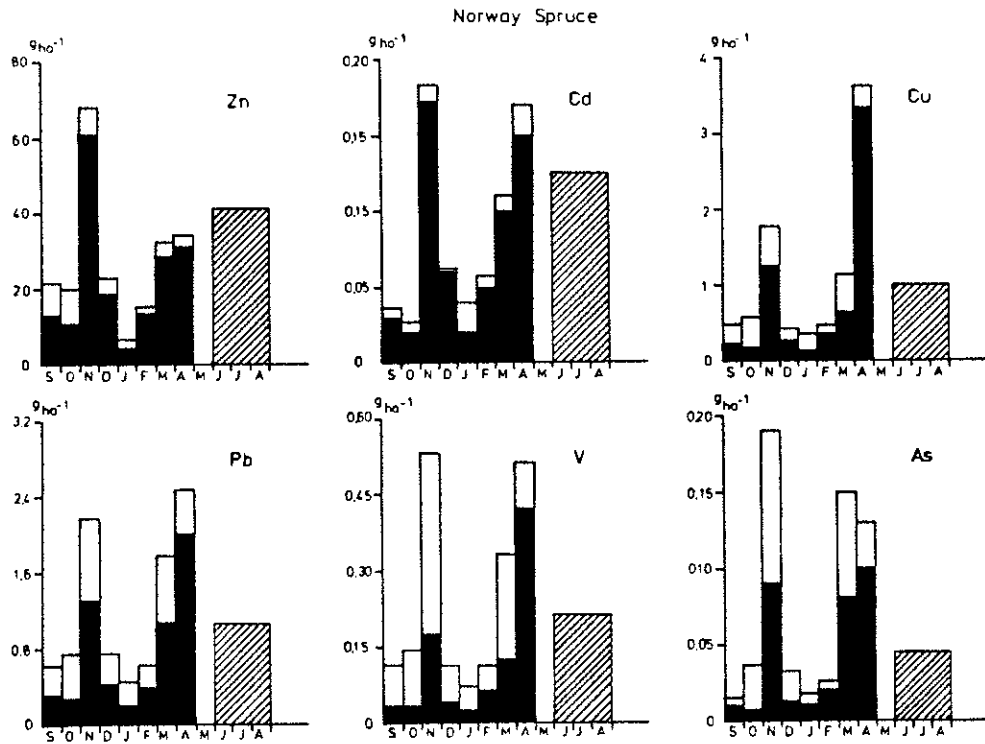 Norway Spruce
g ha⁻¹
80
60
40
20
0
Zn
S O N D J F M A M J J A
g ha⁻¹
0,20
0,15
0,15
0,05
0
Cd
S O N D J F M A M J J A
g ha⁻¹
4
3
2
1
0
Cu
S O N D J F M A M J J A
g ha⁻¹
3,2
2,4
1,6
0,8
0
Pb
S O N D J F M A M J J A
g ha⁻¹
0,60
0,45
0,30
0,15
0
V
S O N D J F M A M J J A
g ha⁻¹
0,20
0,15
0,10
0,05
0
As
S O N D J F M A M J J A